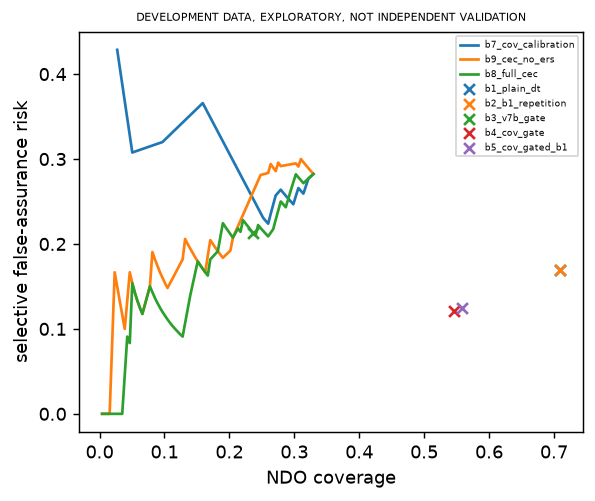 DEVELOPMENT DATA, EXPLORATORY, NOT INDEPENDENT VALIDATION
b7_cov_calibration
b9_cec_no_ers
b8_full_cec
b1_plain_dt
b2_b1_repetition
b3_v7b_gate
b4_cov_gate
b5_cov_gated_b1
selective false-assurance risk
0.4
0.3
0.2
0.1
0.0
0.0 0.1 0.2 0.3 0.4 0.5 0.6 0.7
NDO coverage